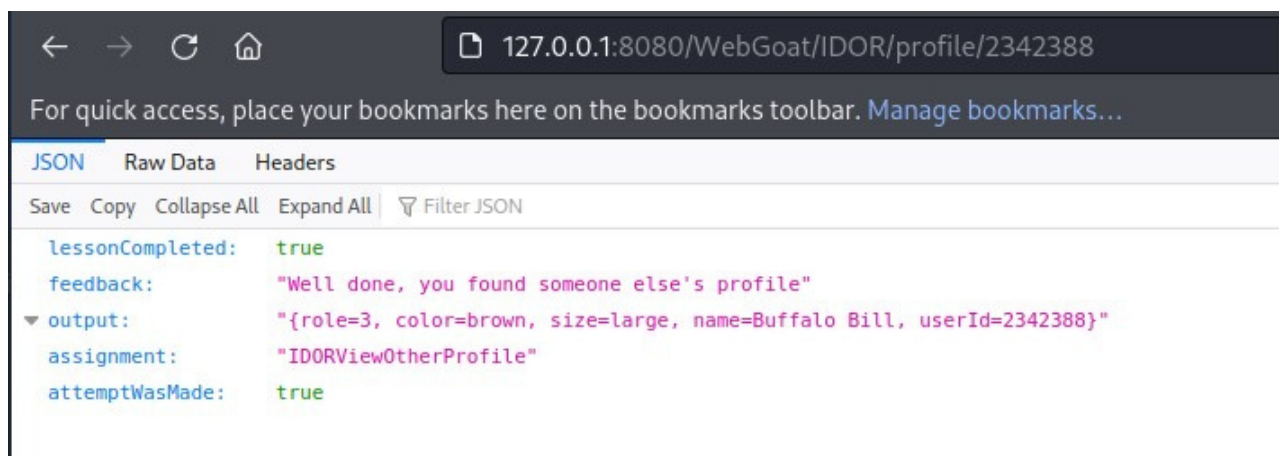 127.0.0.1:8080/WebGoat/IDOR/profile/2342388
For quick access, place your bookmarks here on the bookmarks toolbar. Manage bookmarks...
JSON Raw Data Headers
Save Copy Collapse All Expand All Filter JSON
lessonCompleted: true
feedback: "Well done, you found someone else's profile"
output: "{role=3, color=brown, size=large, name=Buffalo Bill, userId=2342388}"
assignment: "IDORViewOtherProfile"
attemptWasMade: true